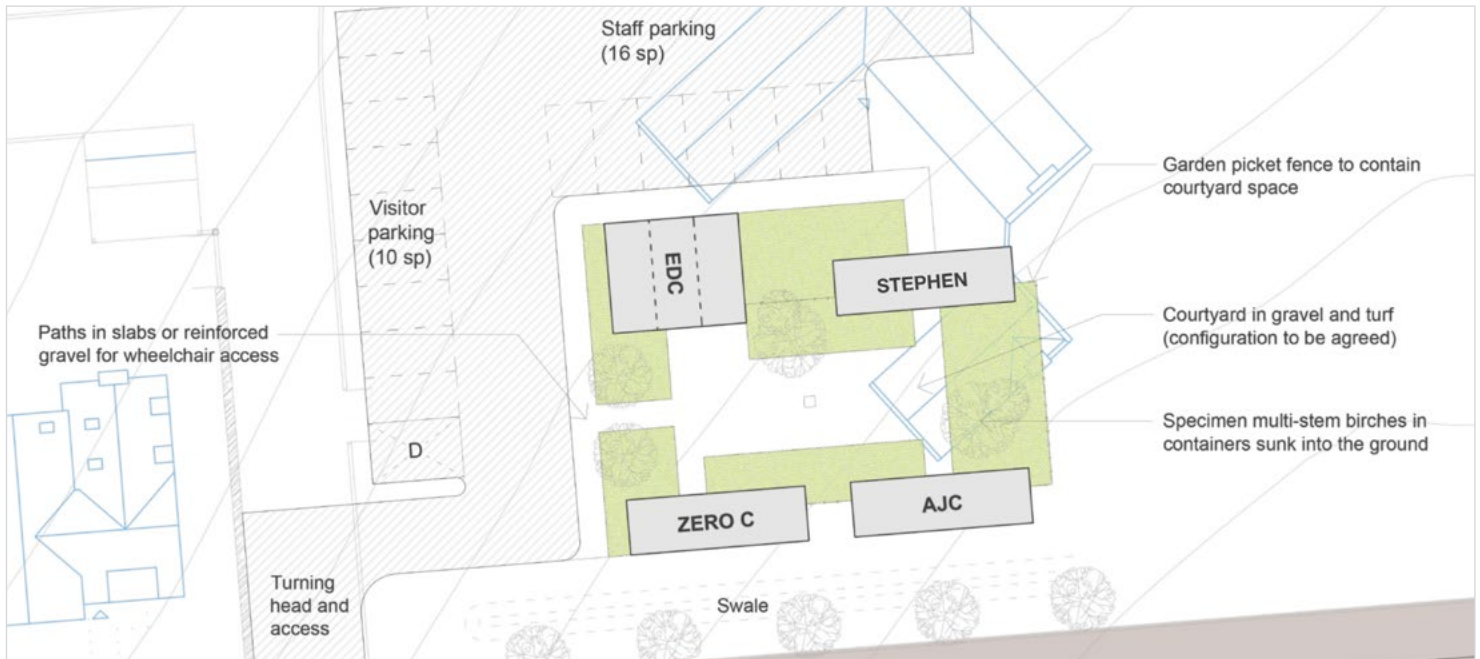 Staff parking
(16 sp)
Garden picket fence to contain
courtyard space
Visitor
parking
(10 sp)
EDC
STEPHEN
Paths in slabs or reinforced
gravel for wheelchair access
Courtyard in gravel and turf
(configuration to be agreed)
Specimen multi-stem birches in
containers sunk into the ground
D
ZERO C
AJC
Turning
head and
access
Swale